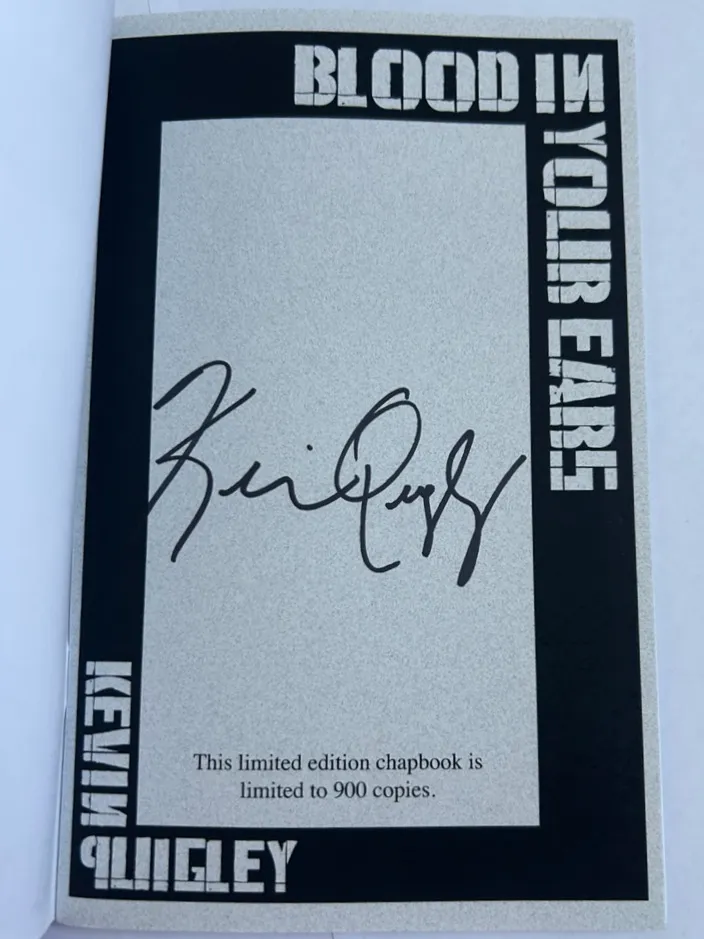 BLOOD IN
YOUR EARS
Kevin Quigley
This limited edition chapbook is
limited to 900 copies.
KEVIN
QUIGLEY